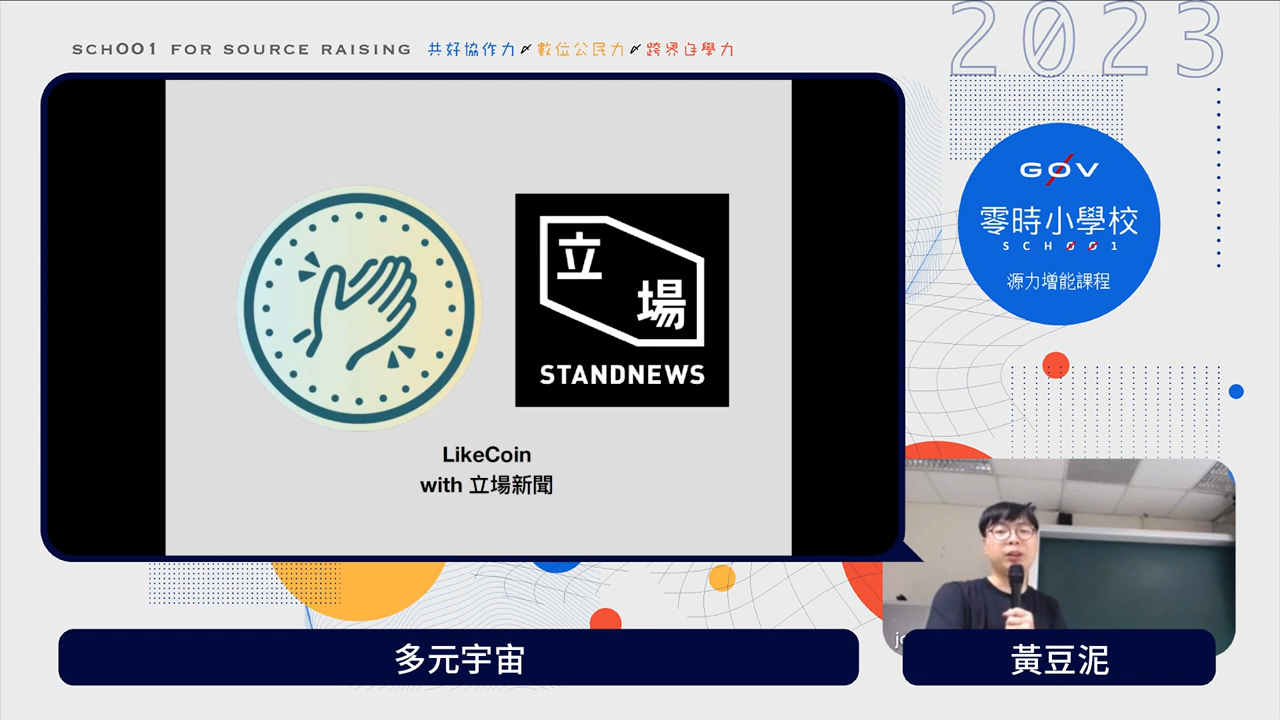 SCHOO1 FOR SOURCE RAISING 共好協作力 數位公民力 跨界自學力
2023
G0V
零時小學校
SCHOO1
源力增能課程
立場
STANDNEWS
LikeCoin
with 立場新聞
多元宇宙
黃豆泥